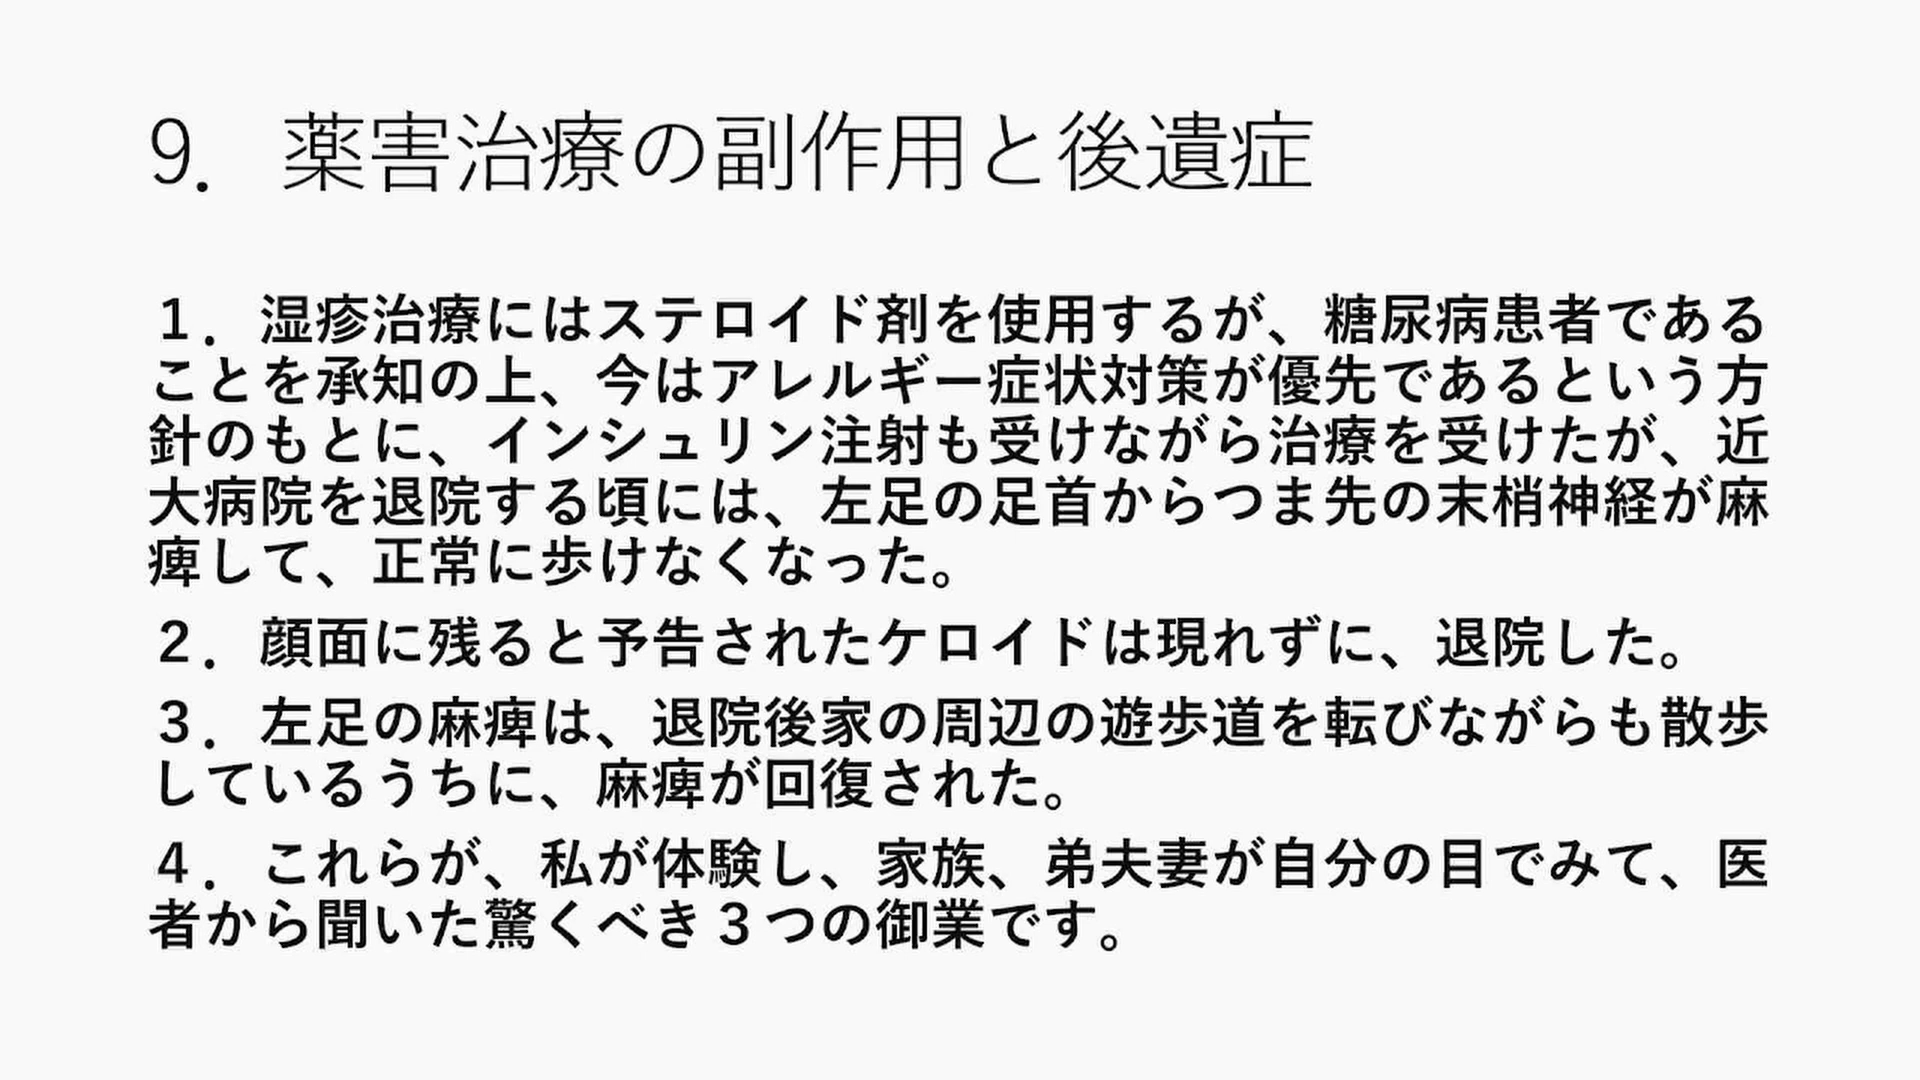 9．薬害治療の副作用と後遺症
１．湿疹治療にはステロイド剤を使用するが、糖尿病患者である
ことを承知の上、今はアレルギー症状対策が優先であるという方
針のもとに、インシュリン注射も受けながら治療を受けたが、近
大病院を退院する頃には、左足の足首からつま先の末梢神経が麻
痺して、正常に歩けなくなった。
２．顔面に残ると予告されたケロイドは現れずに、退院した。
３．左足の麻痺は、退院後家の周辺の遊歩道を転びながらも散歩
しているうちに、麻痺が回復された。
４．これらが、私が体験し、家族、弟夫妻が自分の目でみて、医
者から聞いた驚くべき３つの御業です。